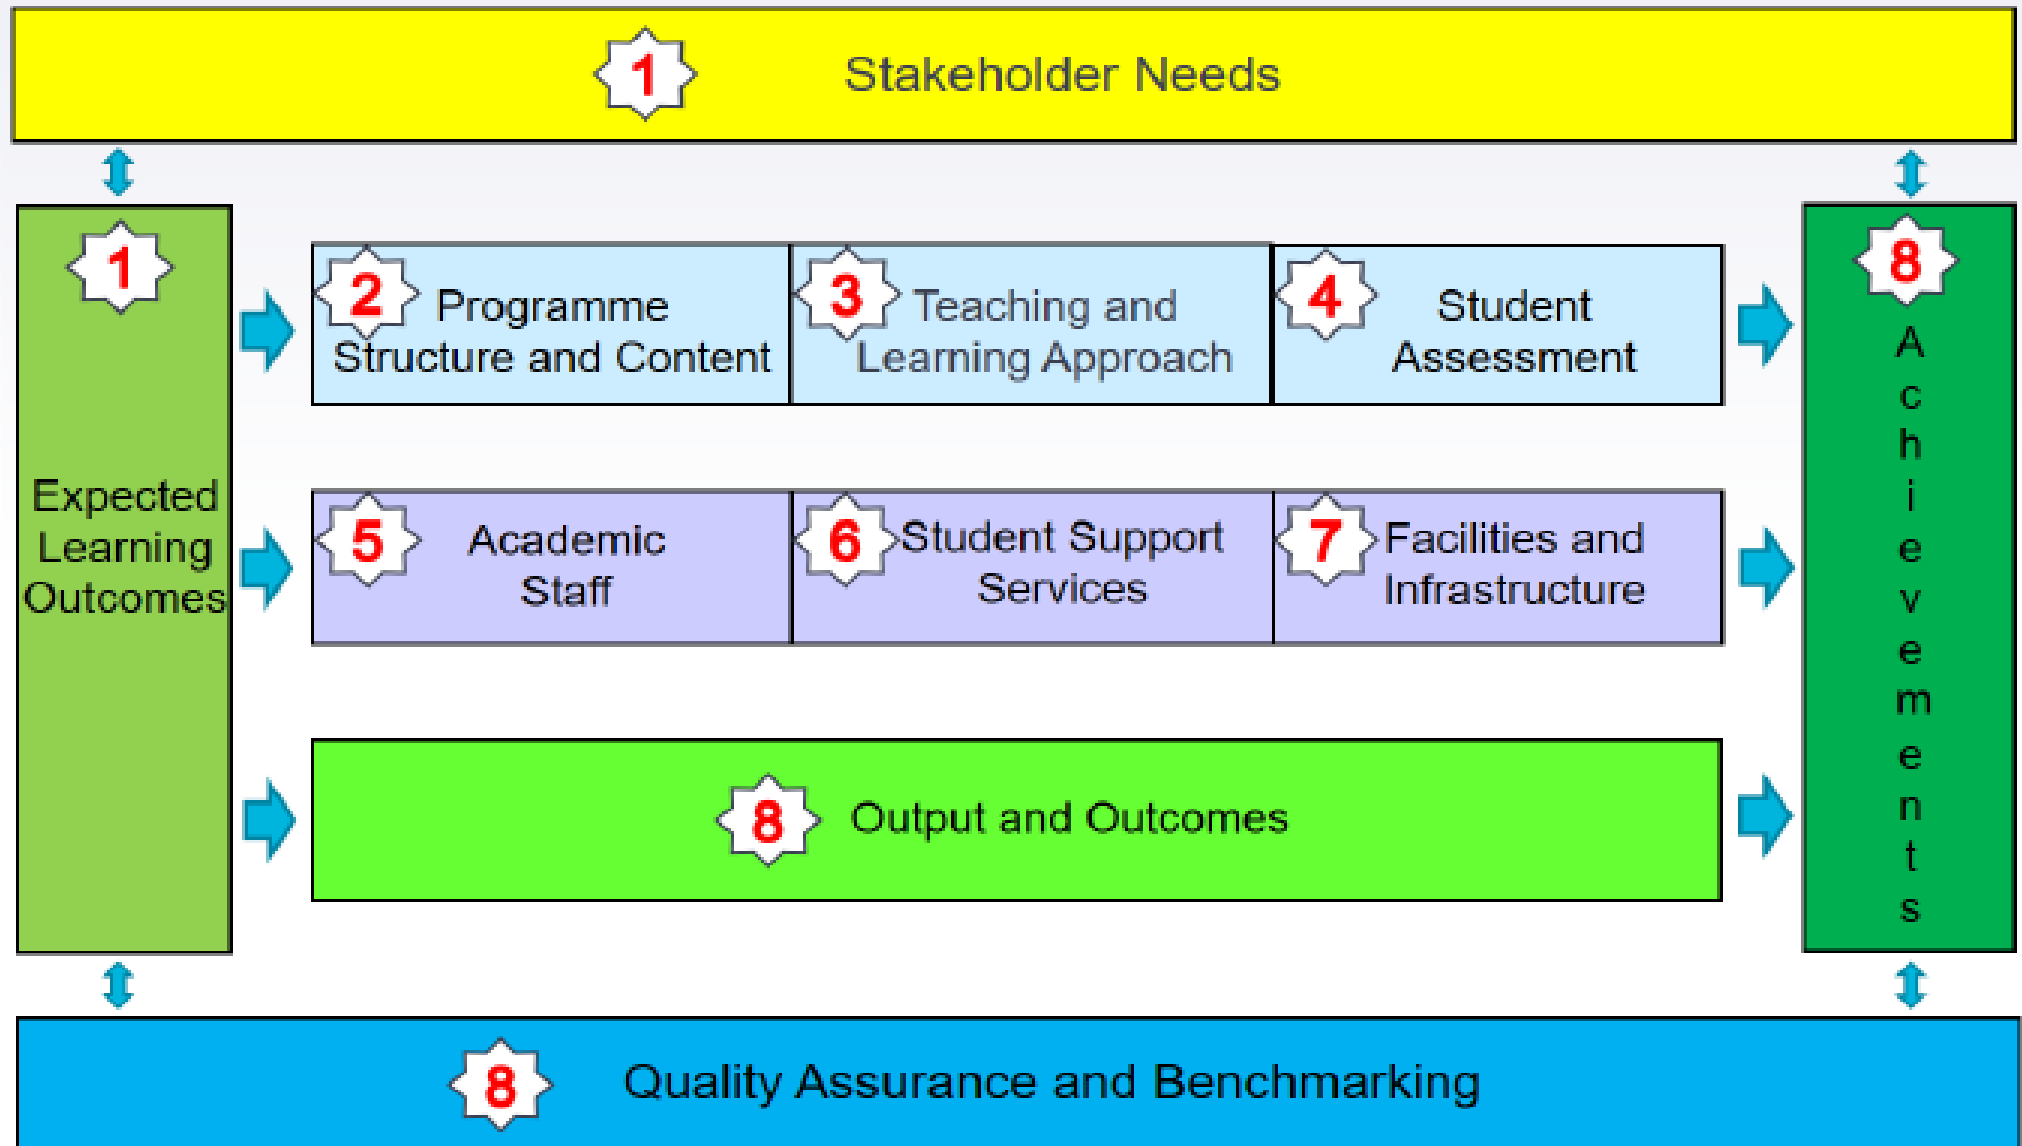 1 Stakeholder Needs
1
Expected
Learning
Outcomes
2 Programme
Structure and Content
3 Teaching and
Learning Approach
4 Student
Assessment
5 Academic
Staff
6 Student Support
Services
7 Facilities and
Infrastructure
8 Output and Outcomes
8
Achievements
8 Quality Assurance and Benchmarking